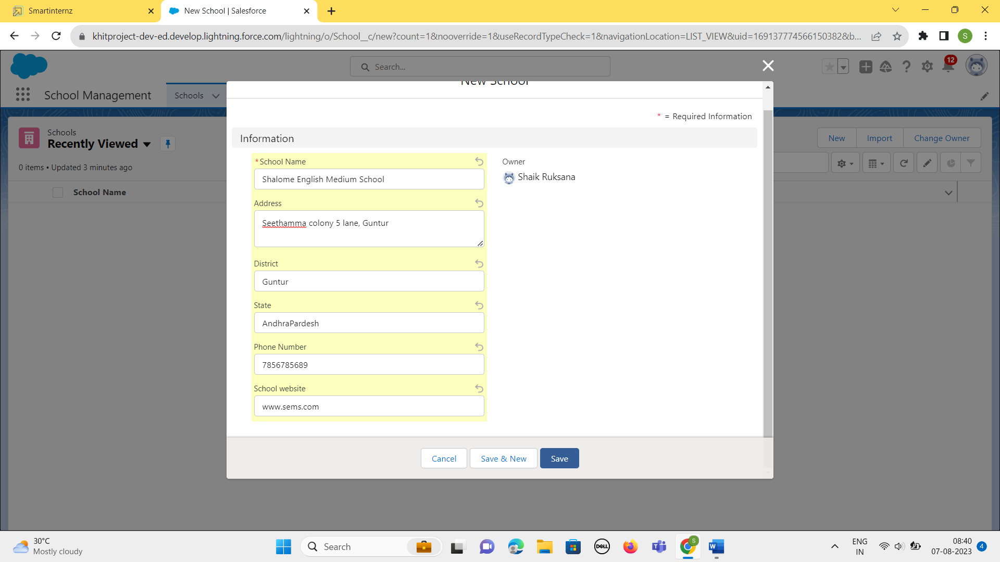 Smartinternz
New School | Salesforce
khitproject-dev-ed.develop.lightning.force.com/lightning/o/School__c/new?count=1&nooverride=1&useRecordTypeCheck=1&navigationLocation=LIST_VIEW&uid=169137774566150382&b...
S
Search...
12
School Management
Schools
New School
* = Required Information
Schools
Recently Viewed
0 items • Updated 3 minutes ago
New
Import
Change Owner
School Name
Information
*School Name
Shalome English Medium School
Owner
Shaik Ruksana
Address
Seethamma colony 5 lane, Guntur
District
Guntur
State
AndhraPardesh
Phone Number
7856785689
School website
www.sems.com
Cancel
Save & New
Save
30°C
Mostly cloudy
Search
DELL
S
W
ENG
IN
08:40
07-08-2023
4